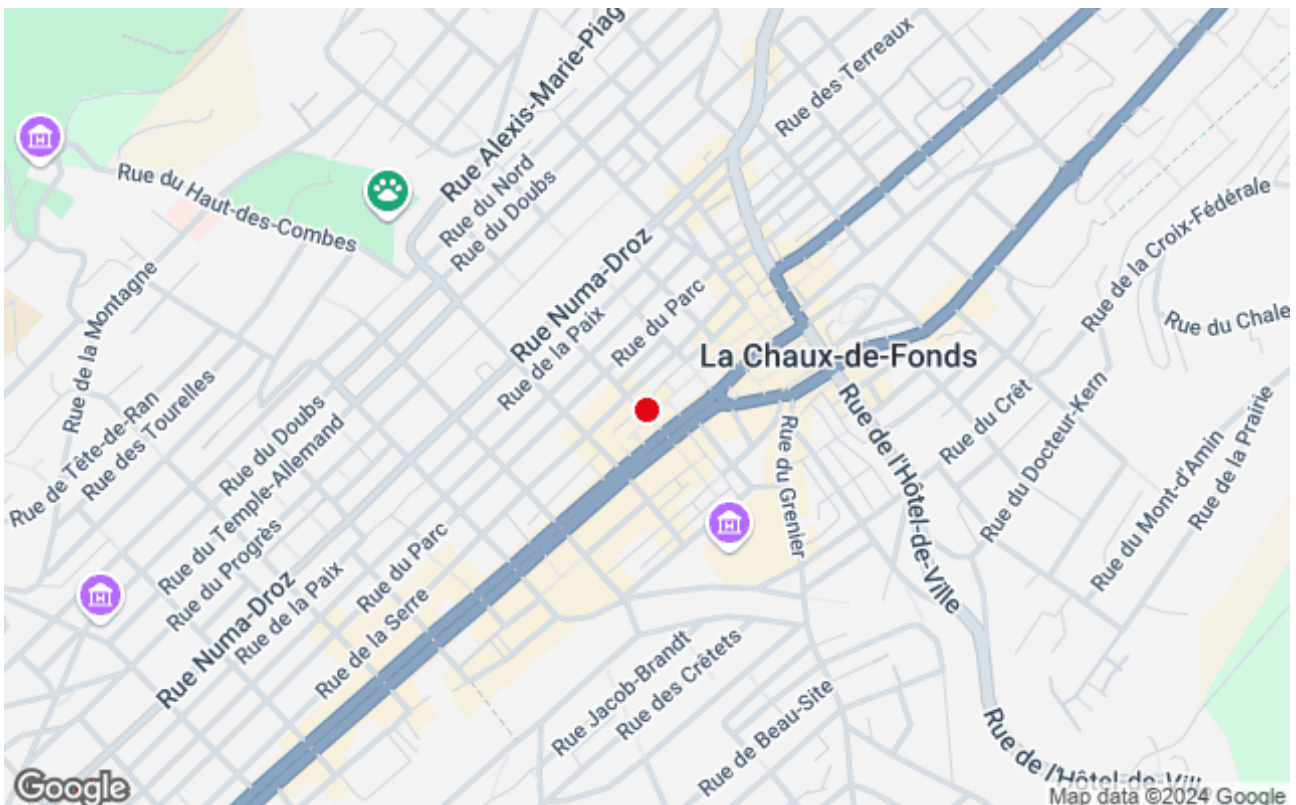 Rue des Terreaux
Rue Alexis-Marie-Piag
Rue du Nord
Rue du Doubs
Rue du Haut-des-Combes
Rue de la Croix-Fédérale
Rue Numa-Droz
Rue de la Montagne
Rue du Parc
Rue de la Paix
Rue du Chale
La Chaux-de-Fonds
Rue de Tête-de-Ran
Rue des Tourelles
Rue du Doubs
Rue du Temple-Allemand
Rue du Progrès
Rue de l'Hôtel-de-Ville
Rue du Crêt
Rue du Docteur-Kern
Rue du Grenier
Rue du Mont-d'Amin
Rue de la Prairie
Rue Numa-Droz
Rue de la Paix
Rue du Parc
Rue de la Serre
Rue Jacob-Brandt
Rue des Crêtets
Rue de Beau-Site
Rue de l'Hôtel-de-Vill
Google
Map data ©2024 Google